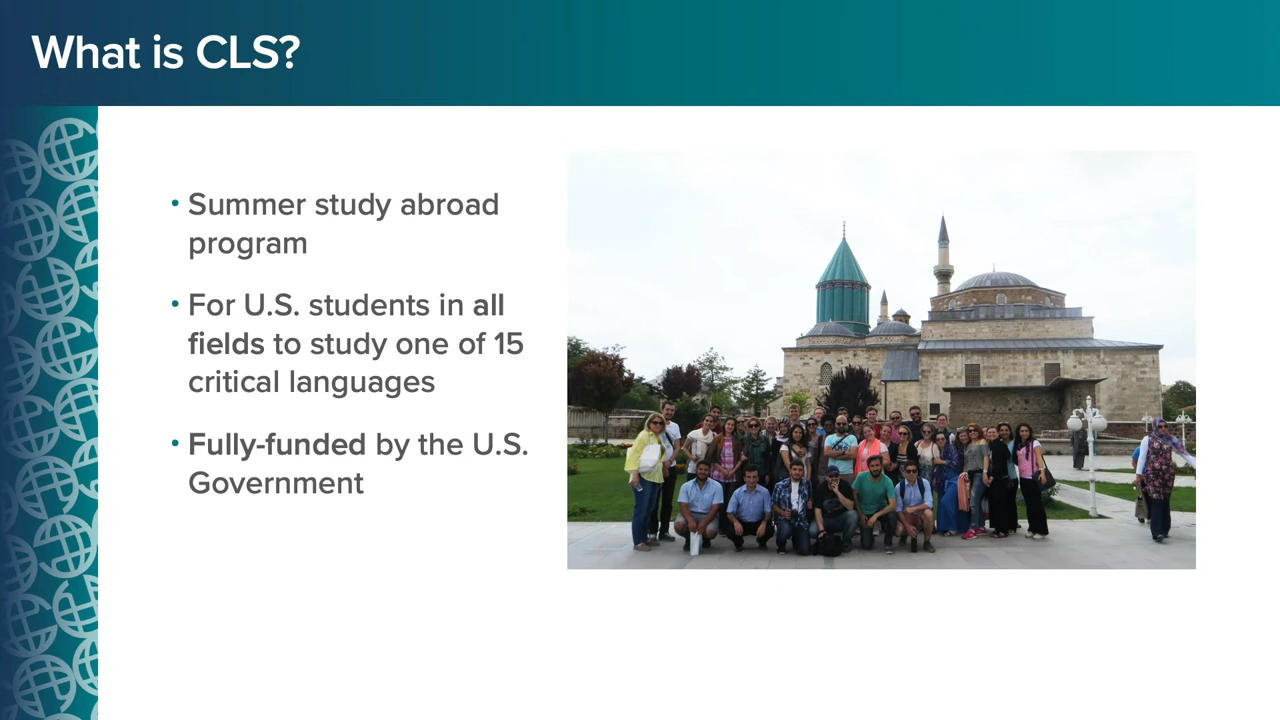 What is CLS?
• Summer study abroad
program
• For U.S. students in all
fields to study one of 15
critical languages
• Fully-funded by the U.S.
Government